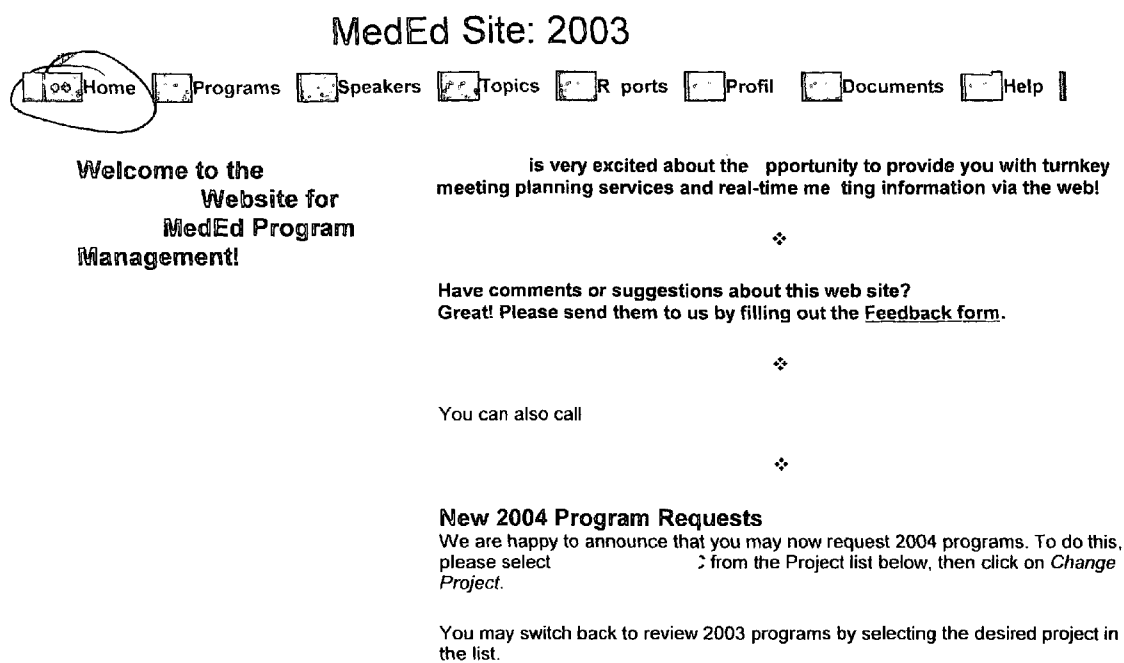 MedEd Site: 2003
Home Programs Speakers Topics R ports Profil Documents Help
Welcome to the
Website for
MedEd Program
Management!
is very excited about the pportunity to provide you with turnkey
meeting planning services and real-time me ting information via the web!
Have comments or suggestions about this web site?
Great! Please send them to us by filling out the Feedback form.
You can also call
New 2004 Program Requests
We are happy to announce that you may now request 2004 programs. To do this,
please select from the Project list below, then click on Change
Project.
You may switch back to review 2003 programs by selecting the desired project in
the list.